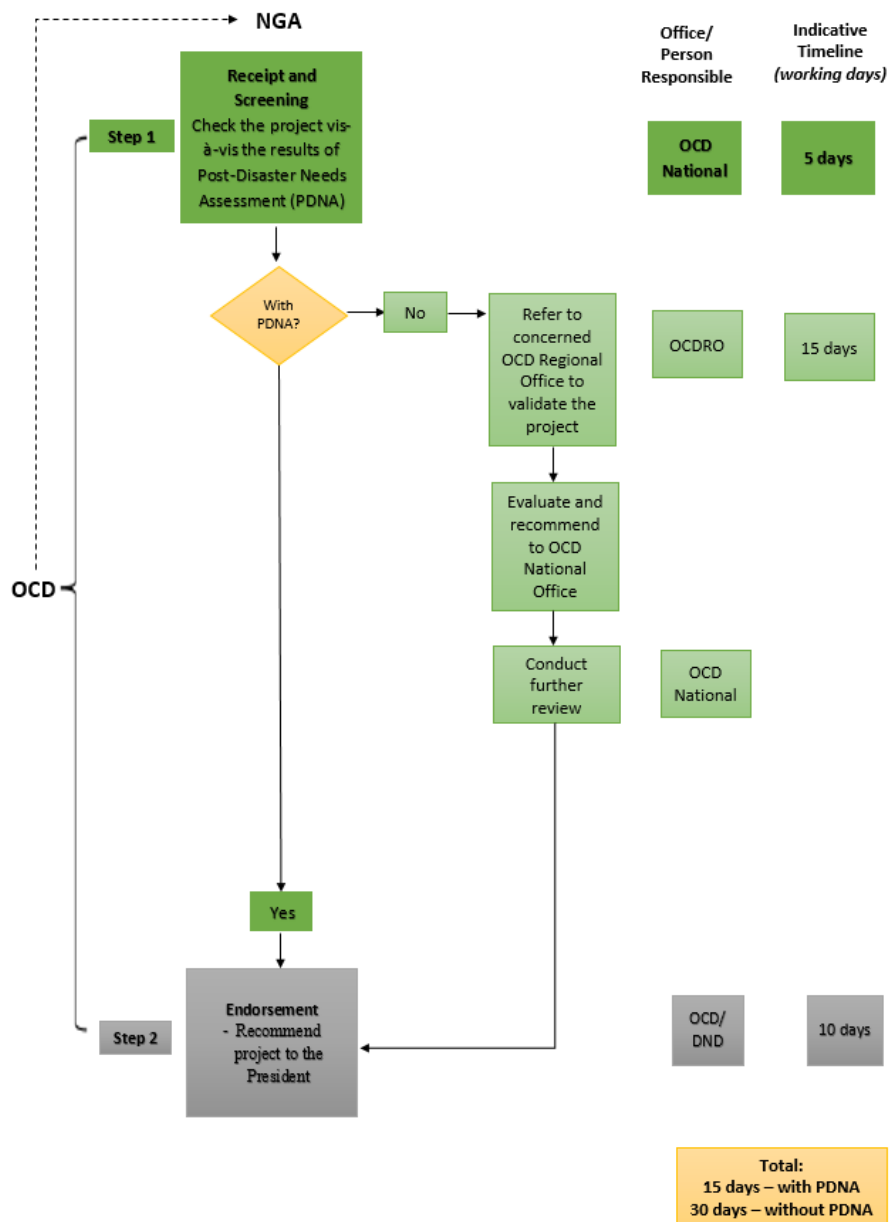 NGA
Office/
Person
Responsible
Indicative
Timeline
(working days)
Receipt and
Screening
Check the project vis-
à-vis the results of
Post-Disaster Needs
Assessment (PDNA)
Step 1
OCD
National
5 days
With
PDNA?
No
Refer to
concerned
OCD Regional
Office to
validate the
project
OCDRO
15 days
Evaluate and
recommend
to OCD
National
Office
OCD
Conduct
further
review
OCD
National
Yes
Endorsement
- Recommend
project to the
President
Step 2
OCD/
DND
10 days
Total:
15 days – with PDNA
30 days – without PDNA